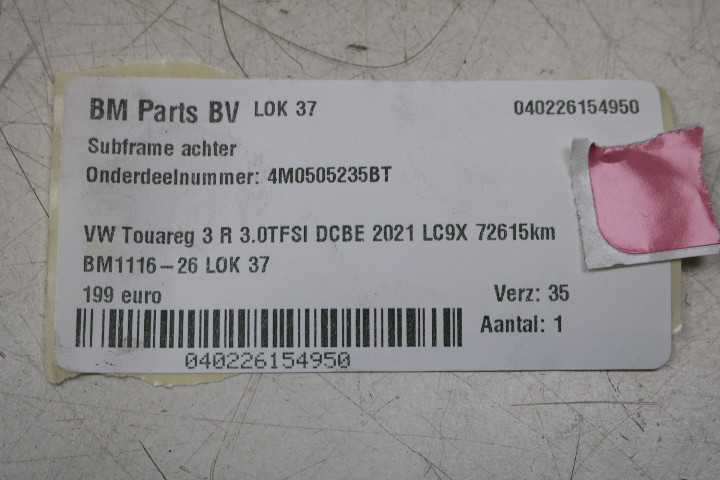 BM Parts BV LOK 37 040226154950
Subframe achter
Onderdeelnummer: 4M0505235BT
VW Touareg 3 R 3.0TFSI DCBE 2021 LC9X 72615km
BM1116-26 LOK 37
199 euro Verz: 35
Aantal: 1
040226154950